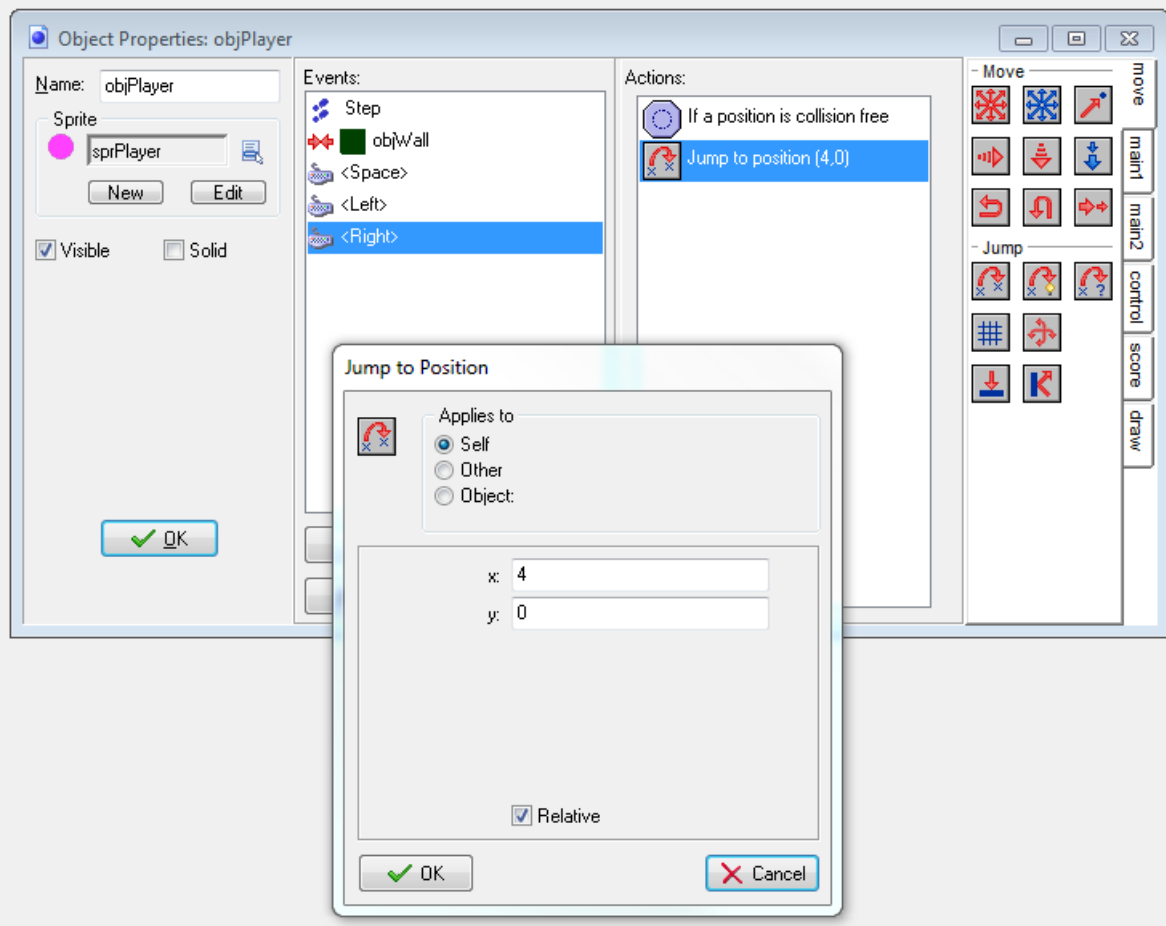 Object Properties: objPlayer
Name: objPlayer
Sprite
sprPlayer
New Edit
Visible Solid
OK
Events:
Step
objWall
<Space>
<Left>
<Right>
Actions:
If a position is collision free
Jump to position (4,0)
Move
Jump
move
main1
main2
control
score
draw
Jump to Position
Applies to
Self
Other
Object:
x: 4
y: 0
Relative
OK Cancel